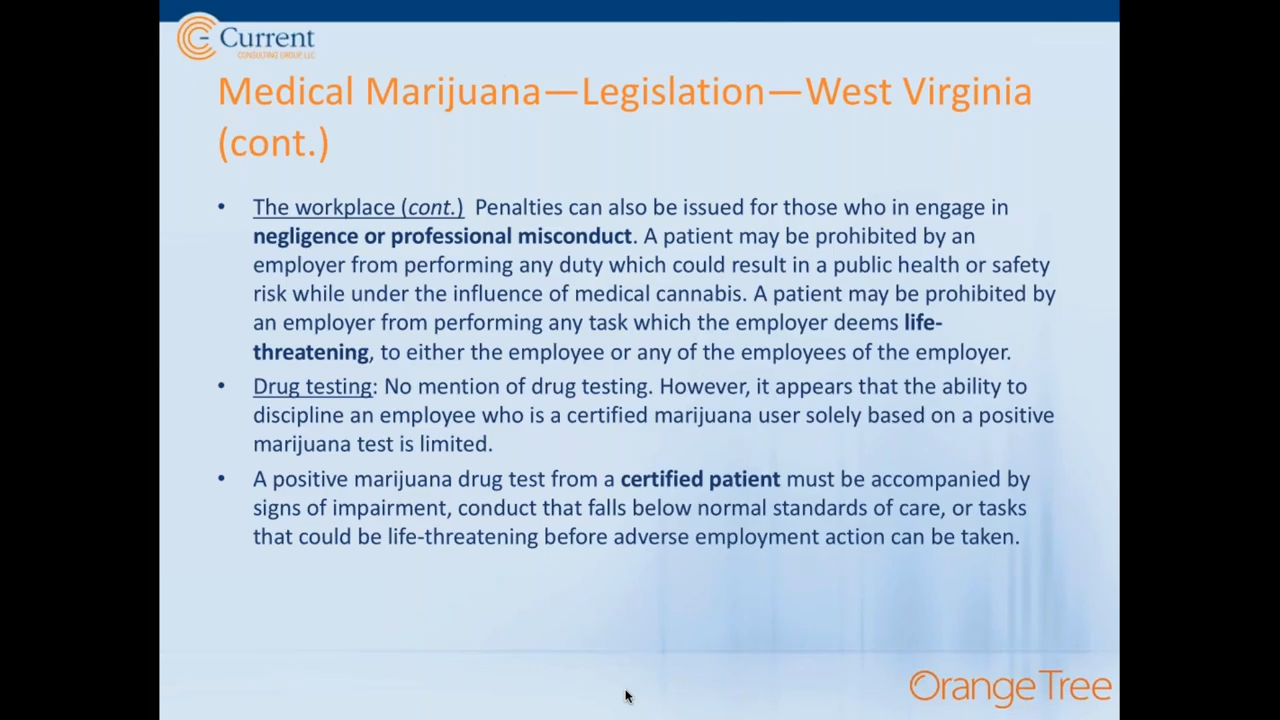 Current
CONSULTING GROUP, LLC
Medical Marijuana—Legislation—West Virginia
(cont.)
• The workplace (cont.) Penalties can also be issued for those who in engage in
negligence or professional misconduct. A patient may be prohibited by an
employer from performing any duty which could result in a public health or safety
risk while under the influence of medical cannabis. A patient may be prohibited by
an employer from performing any task which the employer deems life-
threatening, to either the employee or any of the employees of the employer.
• Drug testing: No mention of drug testing. However, it appears that the ability to
discipline an employee who is a certified marijuana user solely based on a positive
marijuana test is limited.
• A positive marijuana drug test from a certified patient must be accompanied by
signs of impairment, conduct that falls below normal standards of care, or tasks
that could be life-threatening before adverse employment action can be taken.
OrangeTree